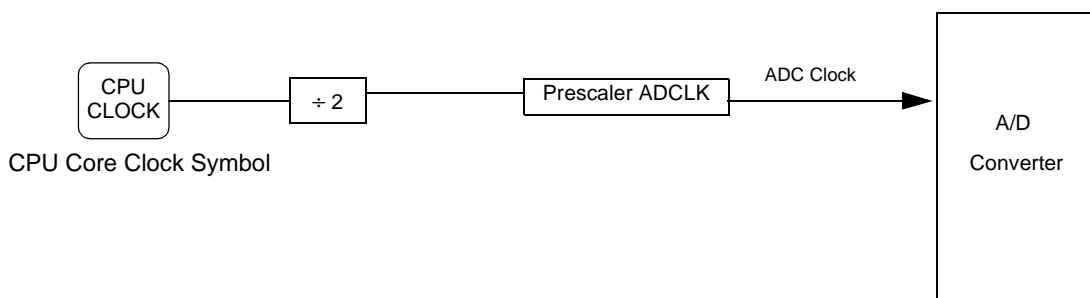 CPU
CLOCK
÷ 2
Prescaler ADCLK
ADC Clock
A/D
Converter
CPU Core Clock Symbol